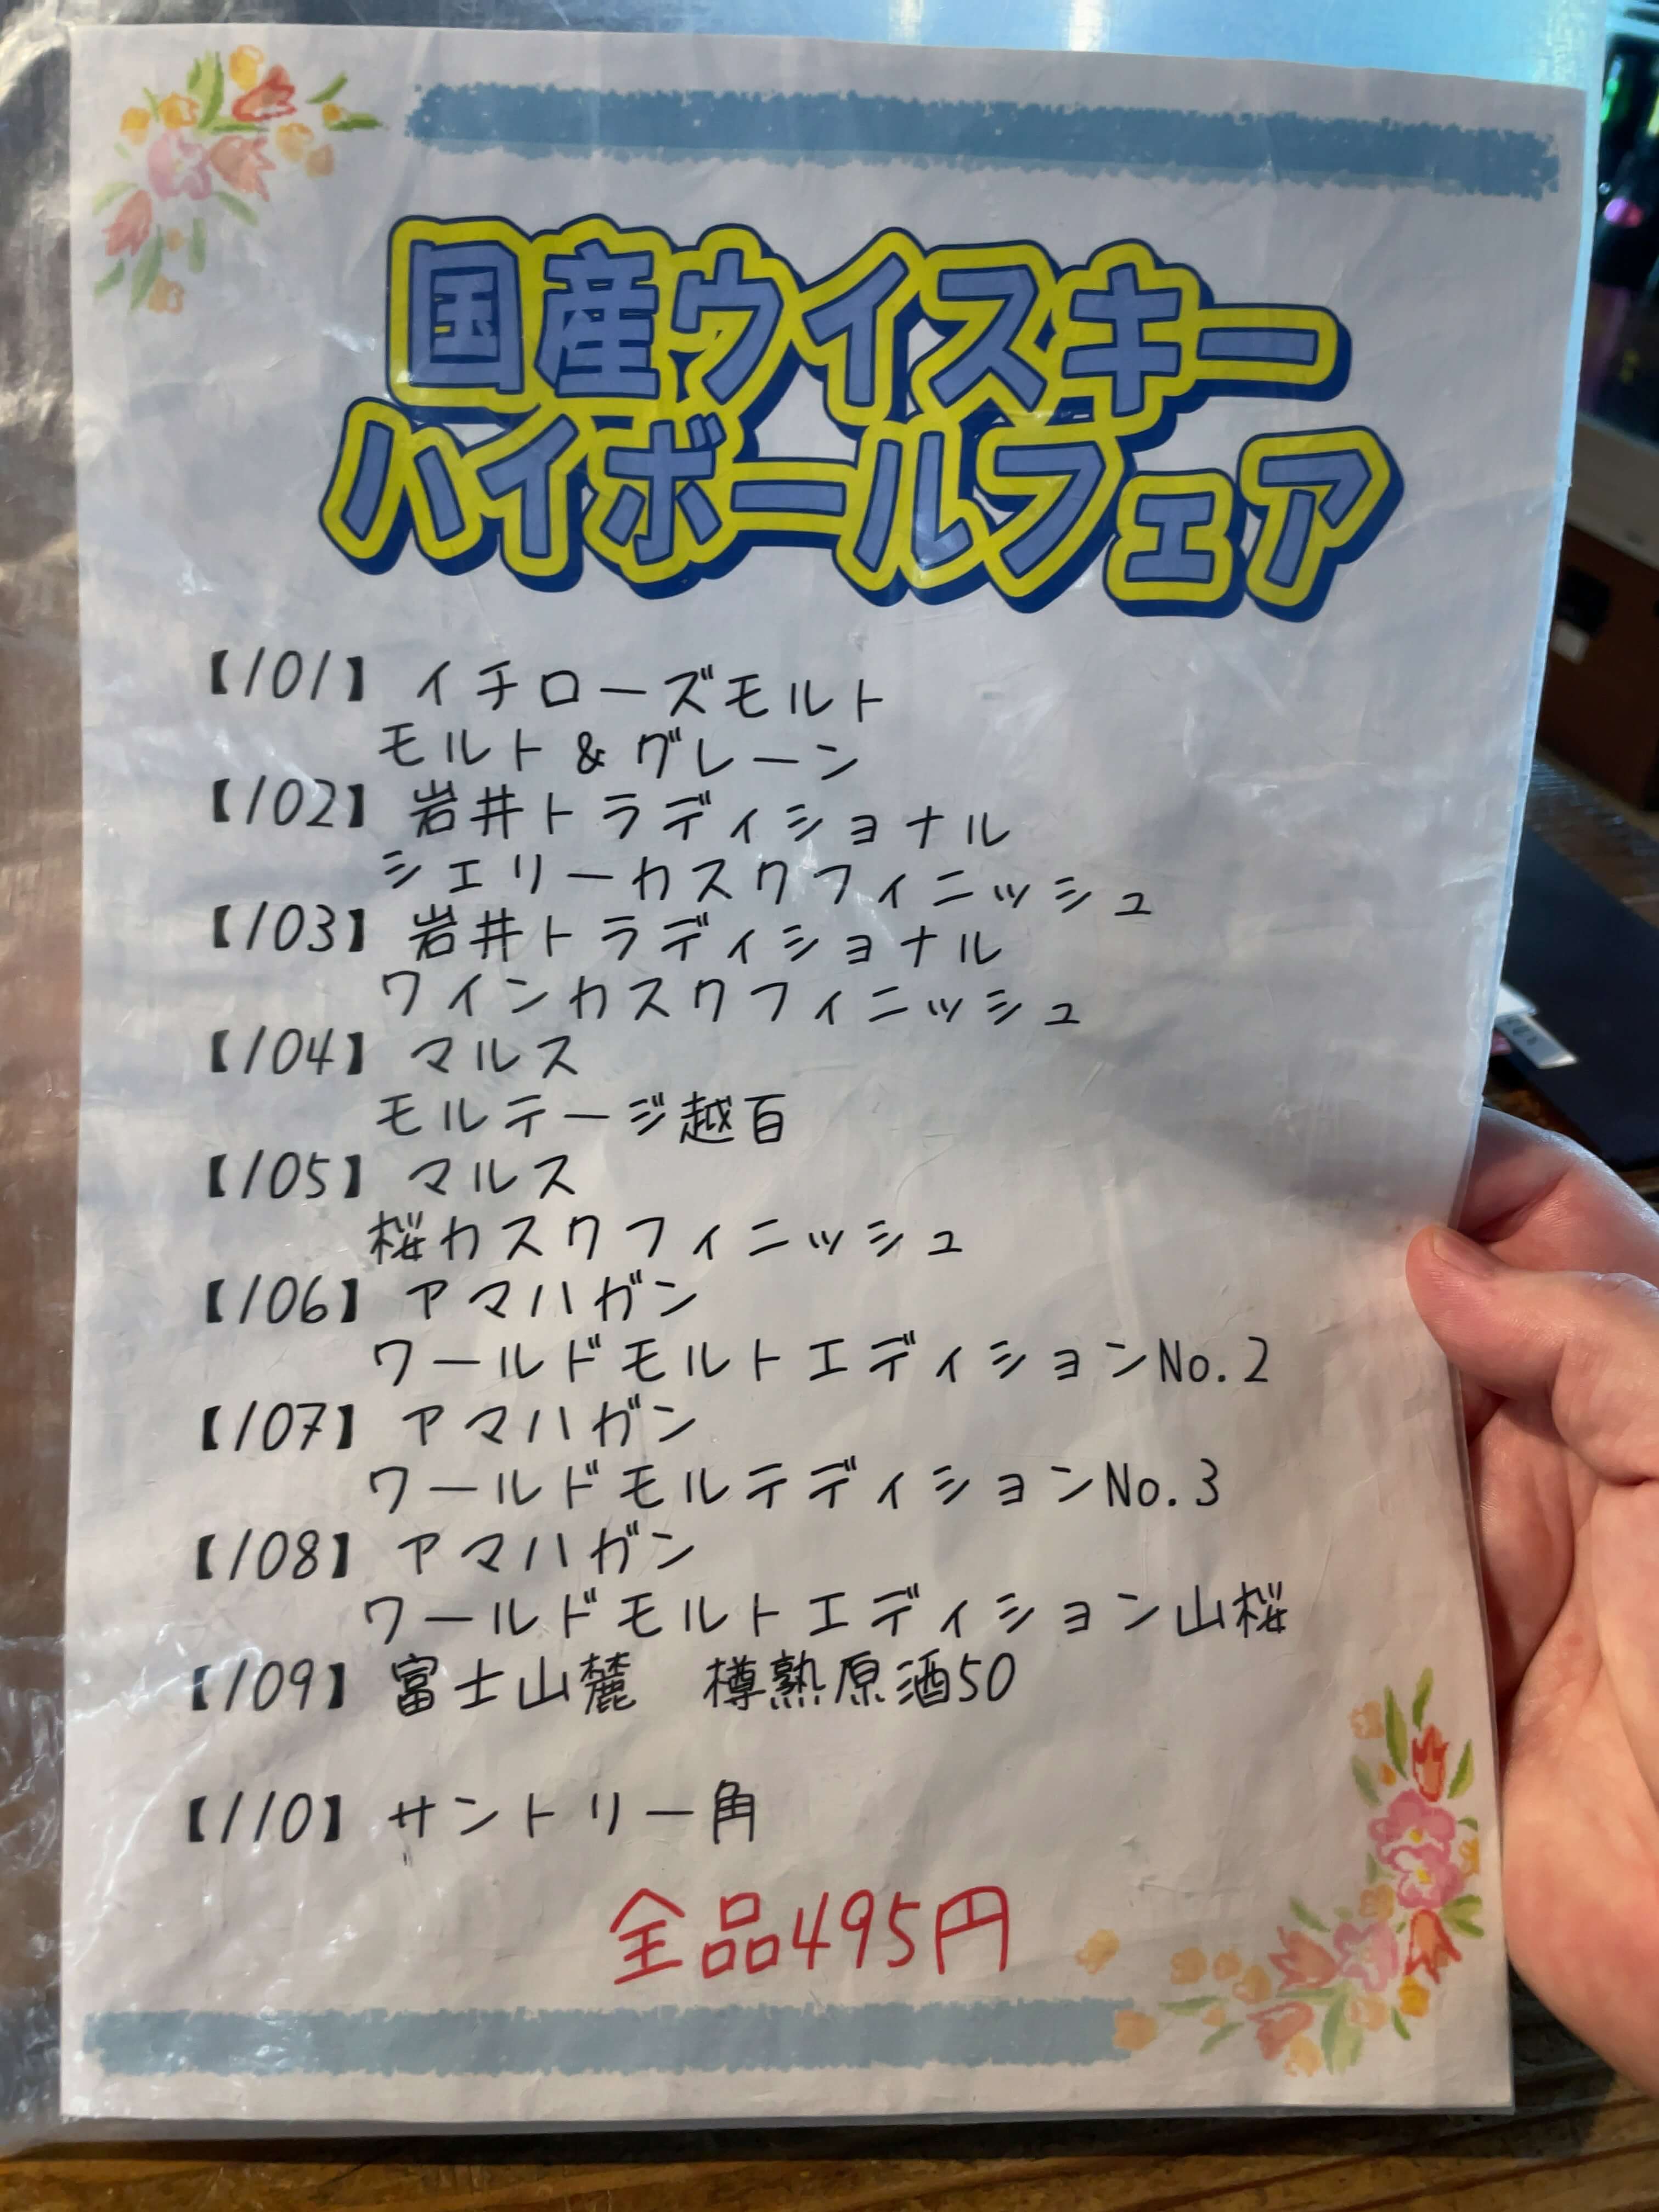 国産ウイスキー
ハイボールフェア
【101】イチローズモルト
モルト&グレーン
【102】岩井トラディショナル
シェリーカスクフィニッシュ
【103】岩井トラディショナル
ワインカスクフィニッシュ
【104】マルス
モルテージ越百
【105】マルス
桜カスクフィニッシュ
【106】アマハガン
ワールドモルトエディションNo.2
【107】アマハガン
ワールドモルテディションNo.3
【108】アマハガン
ワールドモルトエディション山桜
【109】富士山麓　樽熟原酒50
【110】サントリー角
全品495円